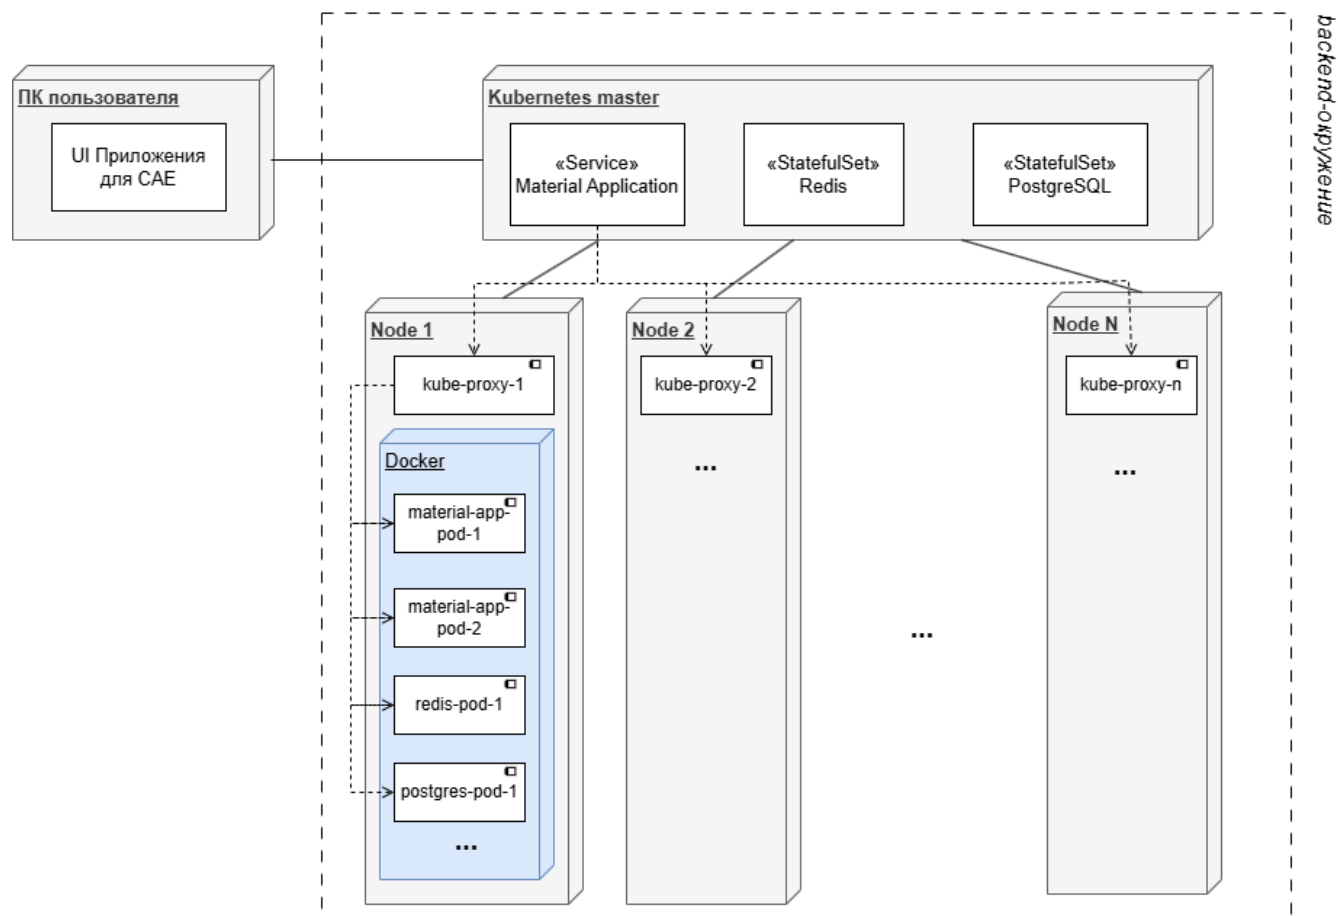 backend-окружение
ПК пользователя
UI Приложения
для CAE
Kubernetes master
«Service»
Material Application
«StatefulSet»
Redis
«StatefulSet»
PostgreSQL
Node 1
kube-proxy-1
Docker
material-app-
pod-1
material-app-
pod-2
redis-pod-1
postgres-pod-1
...
Node 2
kube-proxy-2
...
...
Node N
kube-proxy-n
...